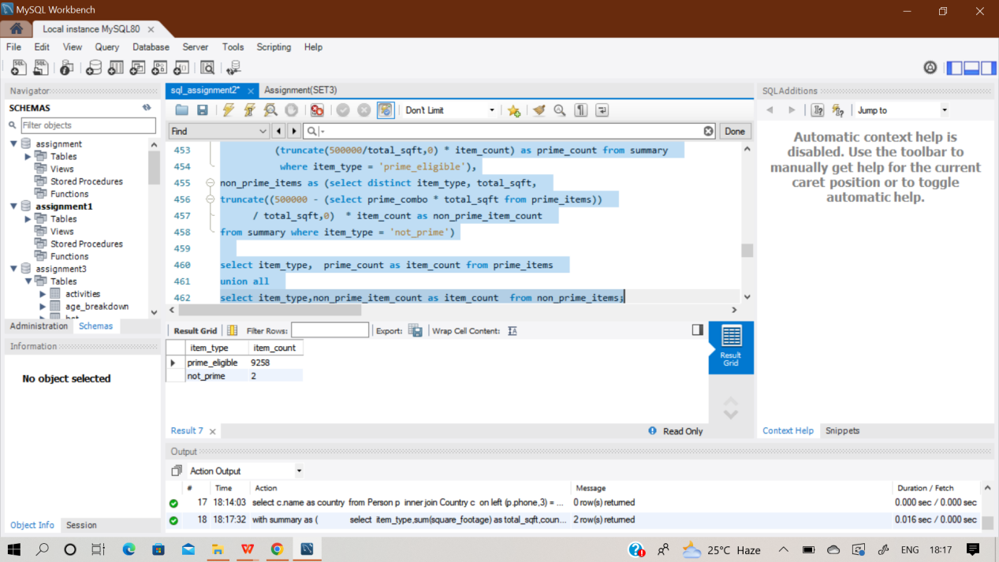 MySQL Workbench
Local instance MySQL80
File Edit View Query Database Server Tools Scripting Help
Navigator
SCHEMAS
Filter objects
assignment
Tables
Views
Stored Procedures
Functions
assignment1
Tables
Views
Stored Procedures
Functions
assignment3
Tables
activities
age_breakdown
Administration Schemas
Information
No object selected
Object Info Session
sql_assignment2* Assignment(SET3)
Don't Limit
Find Done
453 (truncate(500000/total_sqft,0) * item_count) as prime_count from summary
454 where item_type = 'prime_eligible'),
455 non_prime_items as (select distinct item_type, total_sqft,
456 truncate((500000 - (select prime_combo * total_sqft from prime_items))
457 / total_sqft,0) * item_count as non_prime_item_count
458 from summary where item_type = 'not_prime')
459
460 select item_type, prime_count as item_count from prime_items
461 union all
462 select item_type,non_prime_item_count as item_count from non_prime_items;
Result Grid Filter Rows: Export: Wrap Cell Content:
item_type item_count
prime_eligible 9258
not_prime 2
Result Grid
Result 7 Read Only
Output
Action Output
# Time Action Message Duration / Fetch
17 18:14:03 select c.name as country from Person p inner join Country c on left (p.phone,3) = ... 0 row(s) returned 0.000 sec / 0.000 sec
18 18:17:32 with summary as ( select item_type,sum(square_footage) as total_sqft,coun... 2 row(s) returned 0.016 sec / 0.000 sec
SQLAdditions
Jump to
Automatic context help is
disabled. Use the toolbar to
manually get help for the current
caret position or to toggle
automatic help.
Context Help Snippets
25°C Haze ENG 18:17